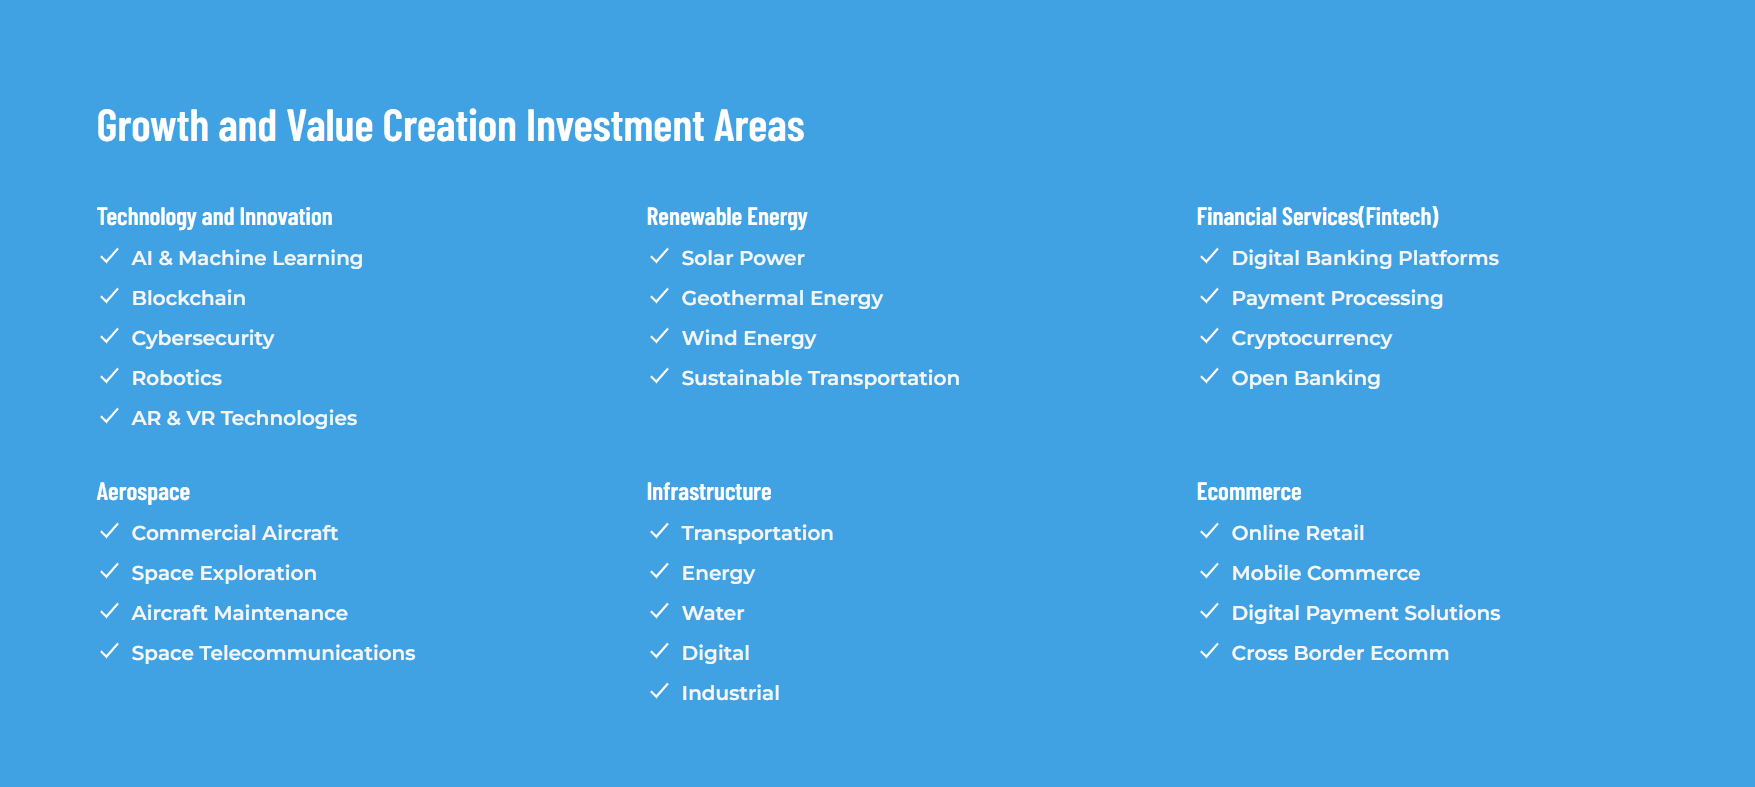 Growth and Value Creation Investment Areas
Technology and Innovation
AI & Machine Learning
Blockchain
Cybersecurity
Robotics
AR & VR Technologies
Renewable Energy
Solar Power
Geothermal Energy
Wind Energy
Sustainable Transportation
Financial Services(Fintech)
Digital Banking Platforms
Payment Processing
Cryptocurrency
Open Banking
Aerospace
Commercial Aircraft
Space Exploration
Aircraft Maintenance
Space Telecommunications
Infrastructure
Transportation
Energy
Water
Digital
Industrial
Ecommerce
Online Retail
Mobile Commerce
Digital Payment Solutions
Cross Border Ecomm